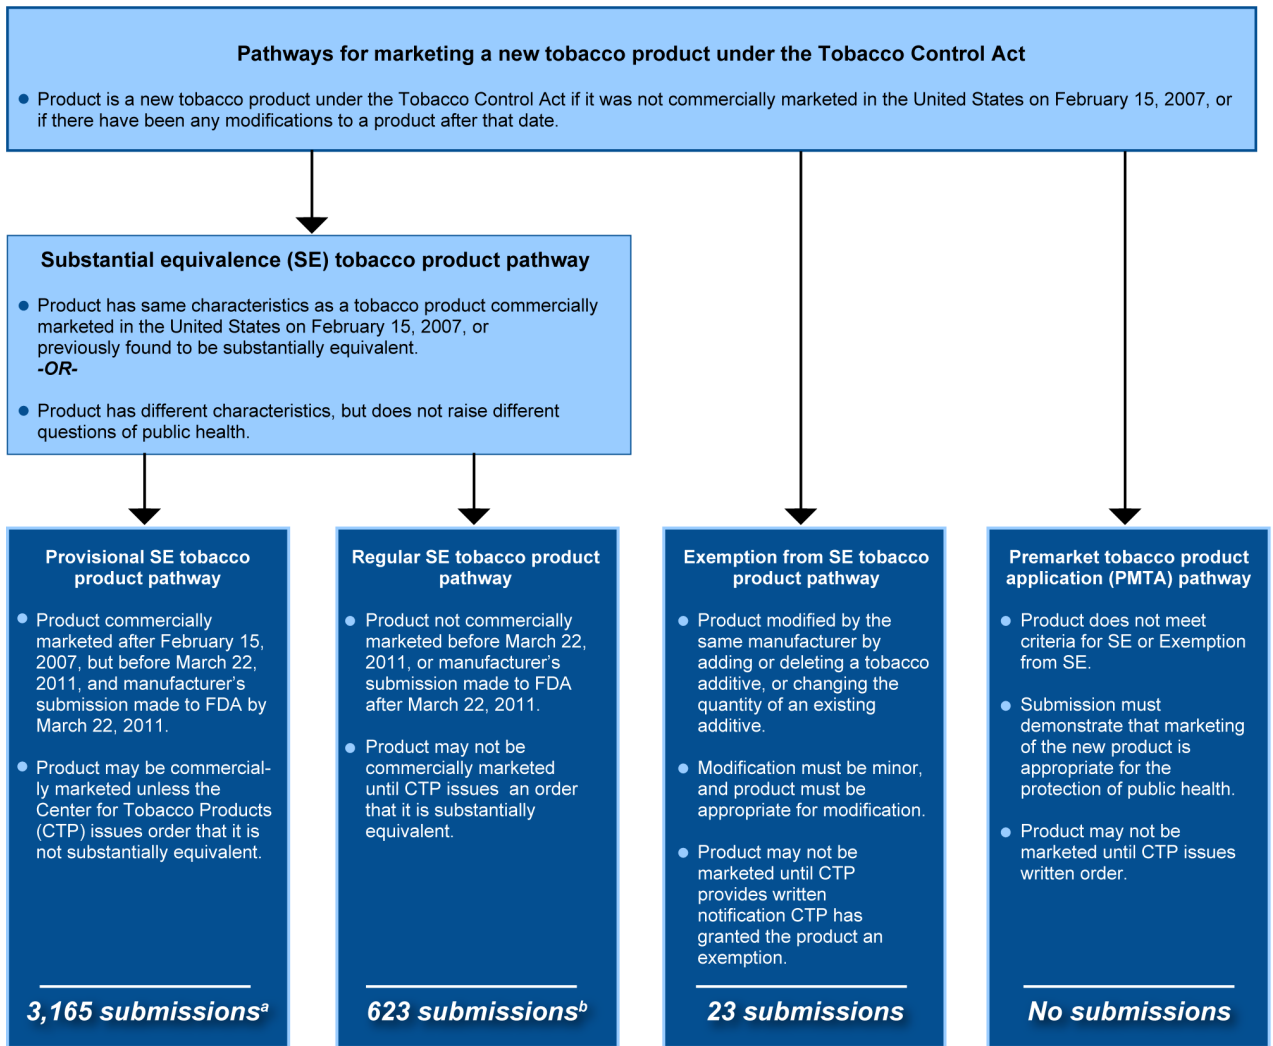 Pathways for marketing a new tobacco product under the Tobacco Control Act
Product is a new tobacco product under the Tobacco Control Act if it was not commercially marketed in the United States on February 15, 2007, or
if there have been any modifications to a product after that date.
Substantial equivalence (SE) tobacco product pathway
Product has same characteristics as a tobacco product commercially
marketed in the United States on February 15, 2007, or
previously found to be substantially equivalent.
-OR-
Product has different characteristics, but does not raise different
questions of public health.
Provisional SE tobacco
product pathway
Product commercially
marketed after February 15,
2007, but before March 22,
2011, and manufacturer's
submission made to FDA by
March 22, 2011.
Product may be commercial-
ly marketed unless the
Center for Tobacco Products
(CTP) issues order that it is
not substantially equivalent.
3,165 submissionsa
Regular SE tobacco product
pathway
Product not commercially
marketed before March 22,
2011, or manufacturer's
submission made to FDA
after March 22, 2011.
Product may not be
commercially marketed
until CTP issues  an order
that it is substantially
equivalent.
623 submissionsb
Exemption from SE tobacco
product pathway
Product modified by the
same manufacturer by
adding or deleting a tobacco
additive, or changing the
quantity of an existing
additive.
Modification must be minor,
and product must be
appropriate for modification.
Product may not be
marketed until CTP
provides written
notification CTP has
granted the product an
exemption.
23 submissions
Premarket tobacco product
application (PMTA) pathway
Product does not meet
criteria for SE or Exemption
from SE.
Submission must
demonstrate that marketing
of the new product is
appropriate for the
protection of public health.
Product may not be
marketed until CTP issues
written order.
No submissions